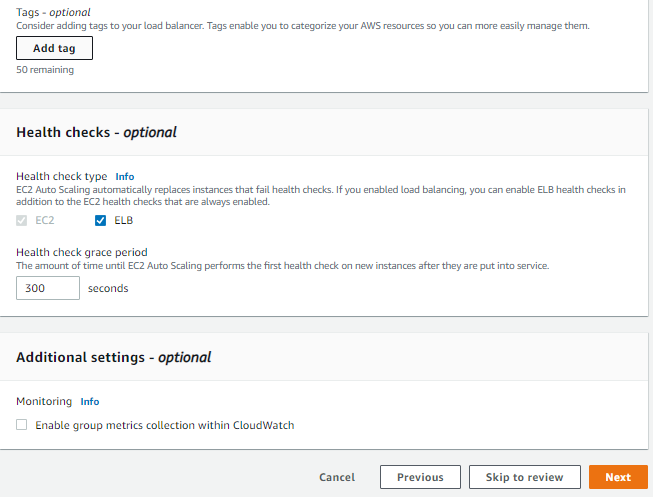 Tags - optional
Consider adding tags to your load balancer. Tags enable you to categorize your AWS resources so you can more easily manage them.
Add tag
50 remaining
Health checks - optional
Health check type Info
EC2 Auto Scaling automatically replaces instances that fail health checks. If you enabled load balancing, you can enable ELB health checks in
addition to the EC2 health checks that are always enabled.
EC2 ELB
Health check grace period
The amount of time until EC2 Auto Scaling performs the first health check on new instances after they are put into service.
300 seconds
Additional settings - optional
Monitoring Info
Enable group metrics collection within CloudWatch
Cancel Previous Skip to review Next